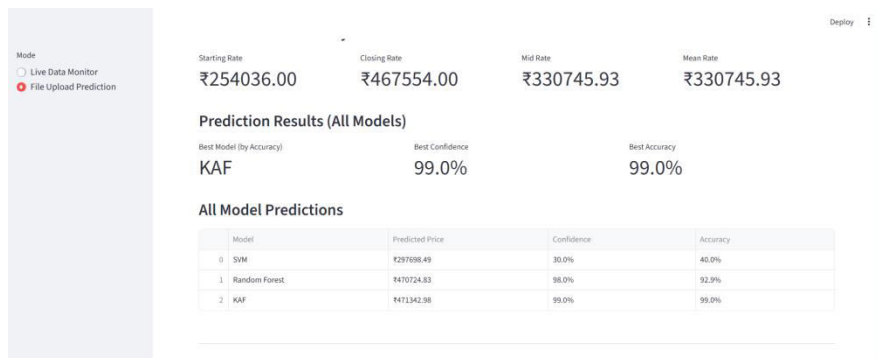 Deploy
Mode
Live Data Monitor
File Upload Prediction
Starting Rate Closing Rate Mid Rate Mean Rate
₹254036.00 ₹467554.00 ₹330745.93 ₹330745.93
Prediction Results (All Models)
Best Model (by Accuracy) Best Confidence Best Accuracy
KAF 99.0% 99.0%
All Model Predictions
Model Predicted Price Confidence Accuracy
0 SVM ₹297698.49 30.0% 40.0%
1 Random Forest ₹470724.83 98.0% 92.9%
2 KAF ₹471342.98 99.0% 99.0%